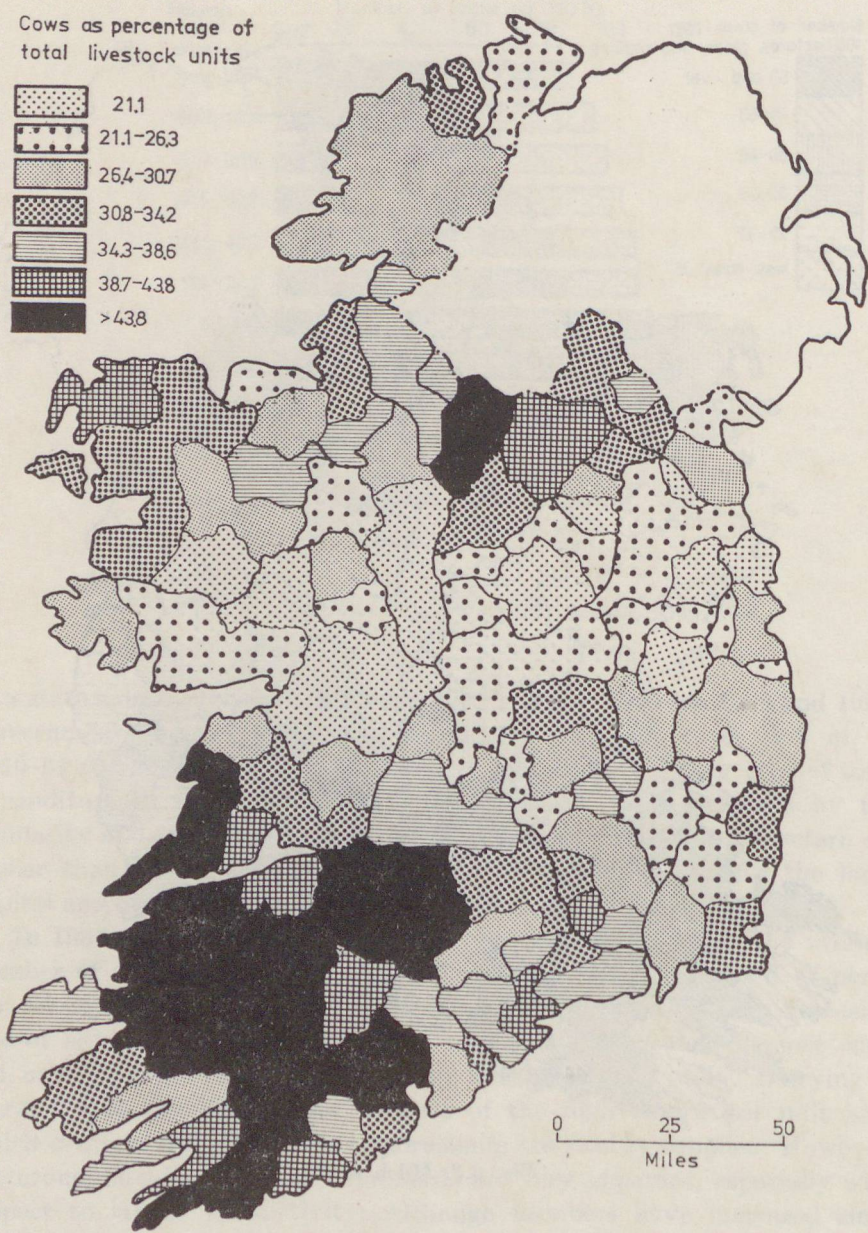 Cows as percentage of
total livestock units
21.1
21.1-26.3
26.4-30.7
30.8-34.2
34.3-38.6
38.7-43.8
>43.8
0 25 50
Miles